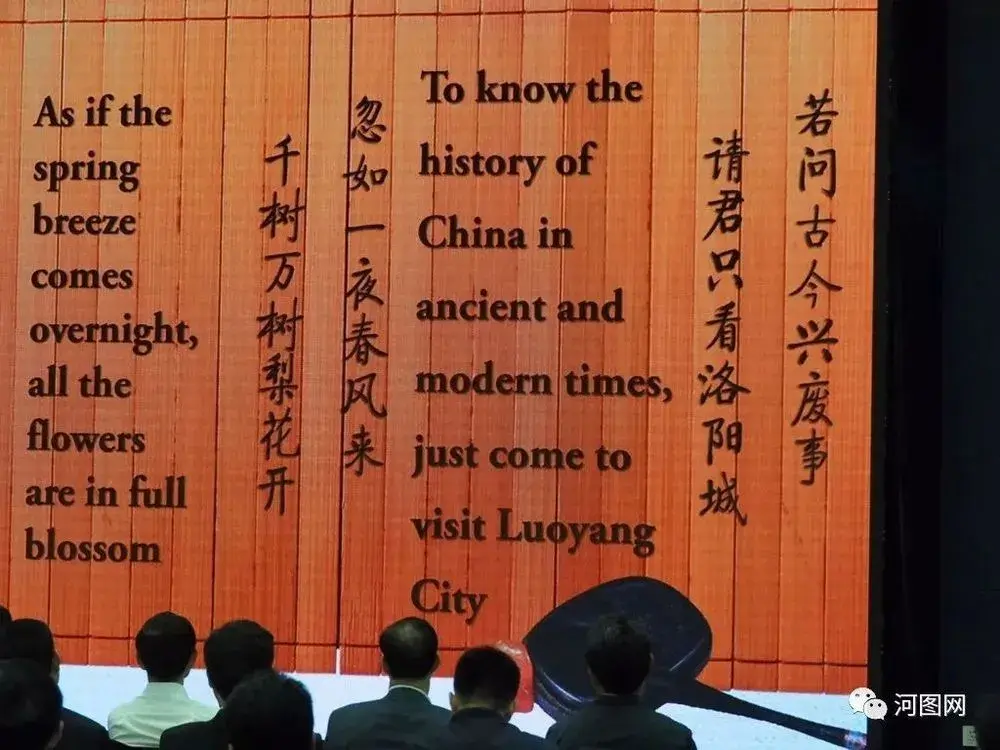 若问古今兴废事
请君只看洛阳城
To know the
history of
China in
ancient and
modern times,
just come to
visit Luoyang
City
忽如一夜春风来
千树万树梨花开
As if the
spring
breeze
comes
overnight,
all the
flowers
are in full
blossom
河图网